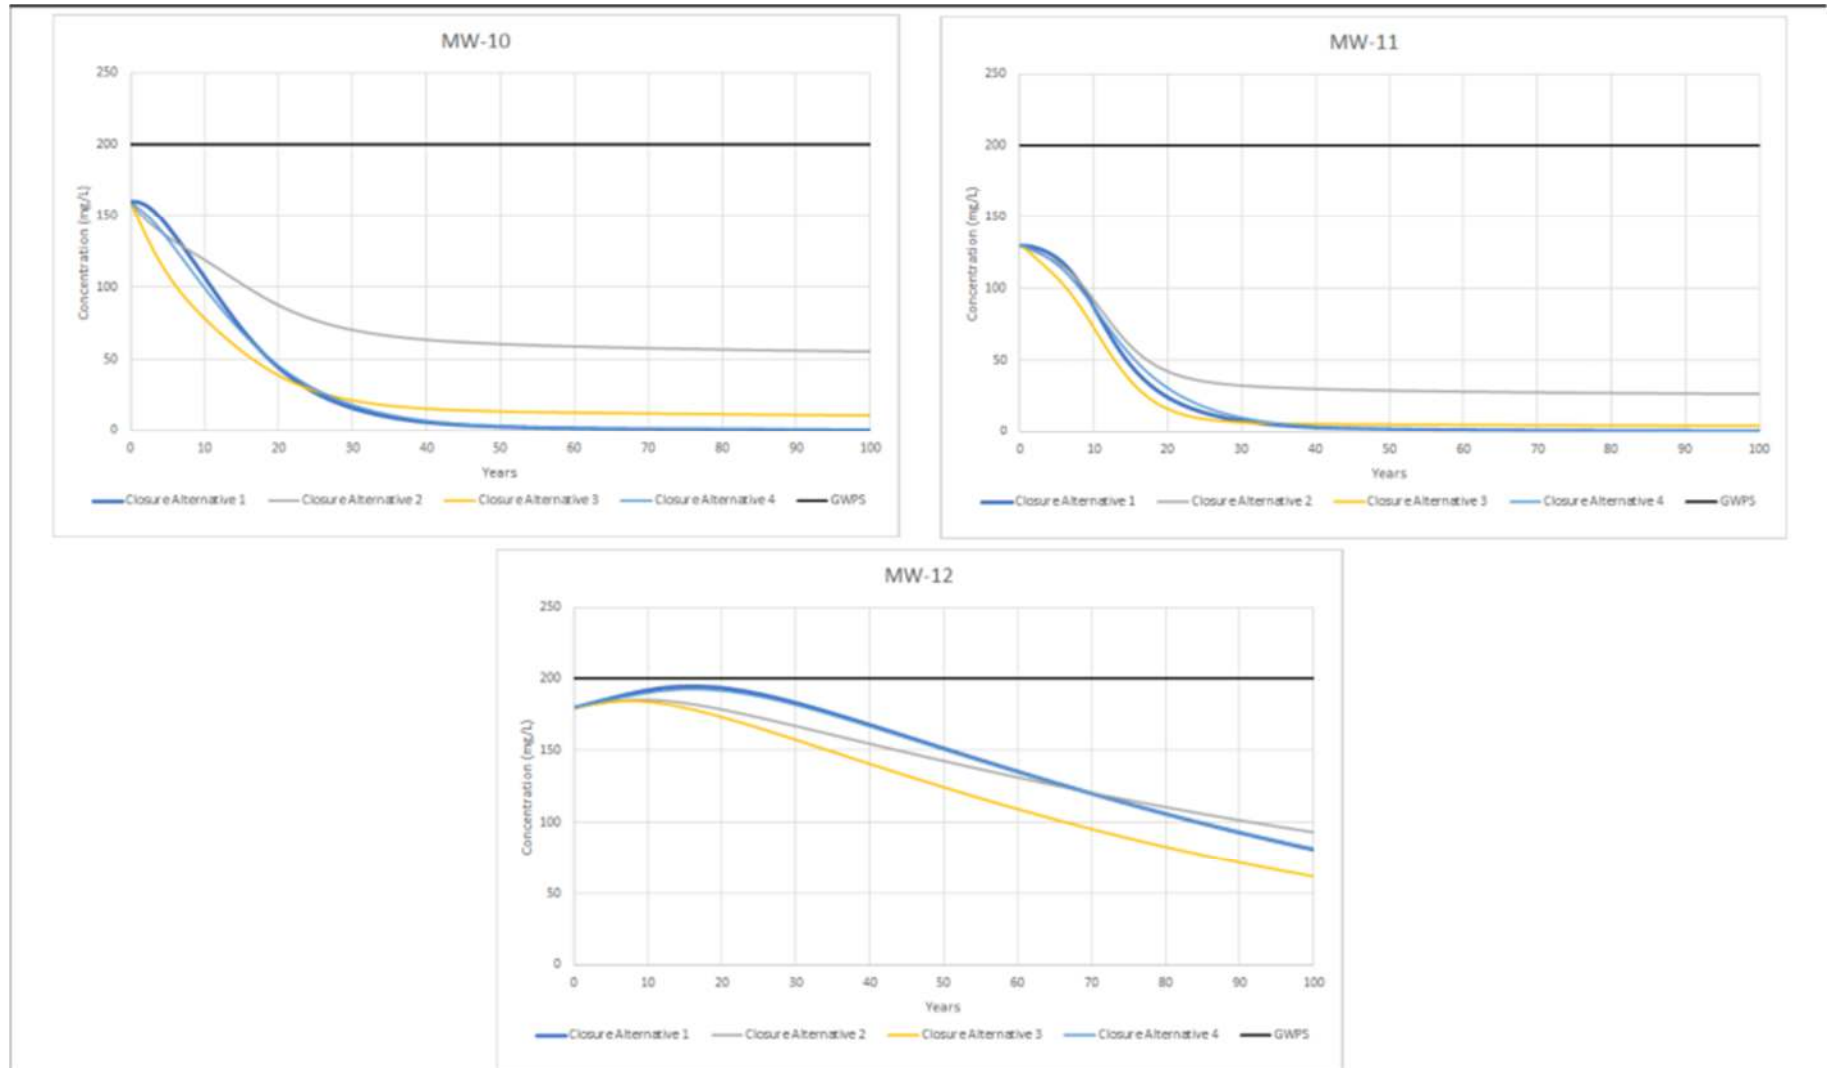 MW-10
250
200
150
100
50
0
Concentration (mg/L)
0 10 20 30 40 50 60 70 80 90 100
Years
Closure Alternative 1 Closure Alternative 2 Closure Alternative 3 Closure Alternative 4 GWPS
MW-11
250
200
150
100
50
0
Concentration (mg/L)
0 10 20 30 40 50 60 70 80 90 100
Years
Closure Alternative 1 Closure Alternative 2 Closure Alternative 3 Closure Alternative 4 GWPS
MW-12
250
200
150
100
50
0
Concentration (mg/L)
0 10 20 30 40 50 60 70 80 90 100
Years
Closure Alternative 1 Closure Alternative 2 Closure Alternative 3 Closure Alternative 4 GWPS